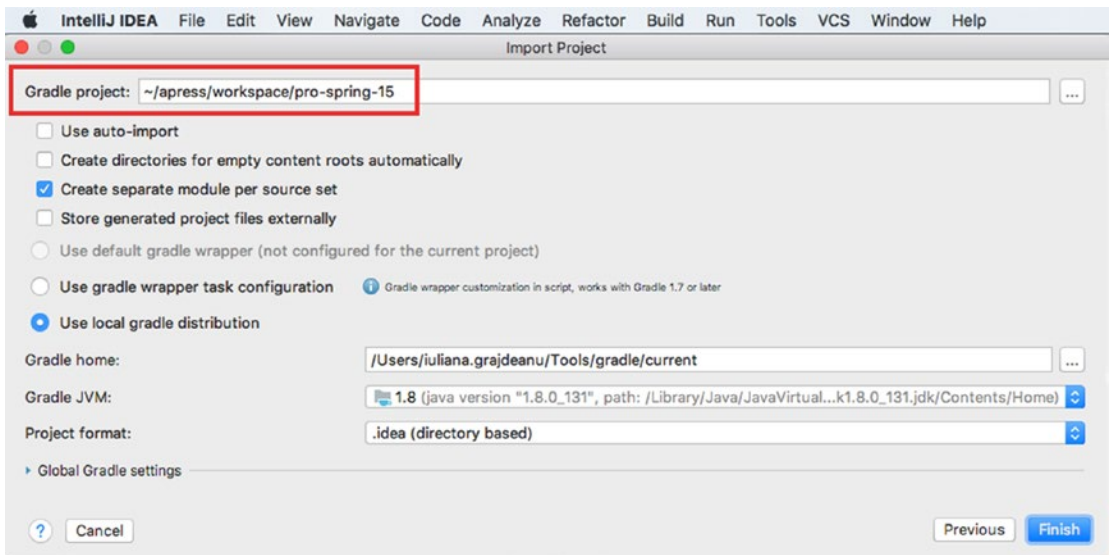 IntelliJ IDEA File Edit View Navigate Code Analyze Refactor Build Run Tools VCS Window Help
Import Project
Gradle project: ~/apress/workspace/pro-spring-15 ...
Use auto-import
Create directories for empty content roots automatically
Create separate module per source set
Store generated project files externally
Use default gradle wrapper (not configured for the current project)
Use gradle wrapper task configuration Gradle wrapper customization in script, works with Gradle 1.7 or later
Use local gradle distribution
Gradle home: /Users/iuliana.grajdeanu/Tools/gradle/current ...
Gradle JVM: 1.8 (java version "1.8.0_131", path: /Library/Java/JavaVirtual...k1.8.0_131.jdk/Contents/Home)
Project format: .idea (directory based)
Global Gradle settings
? Cancel Previous Finish